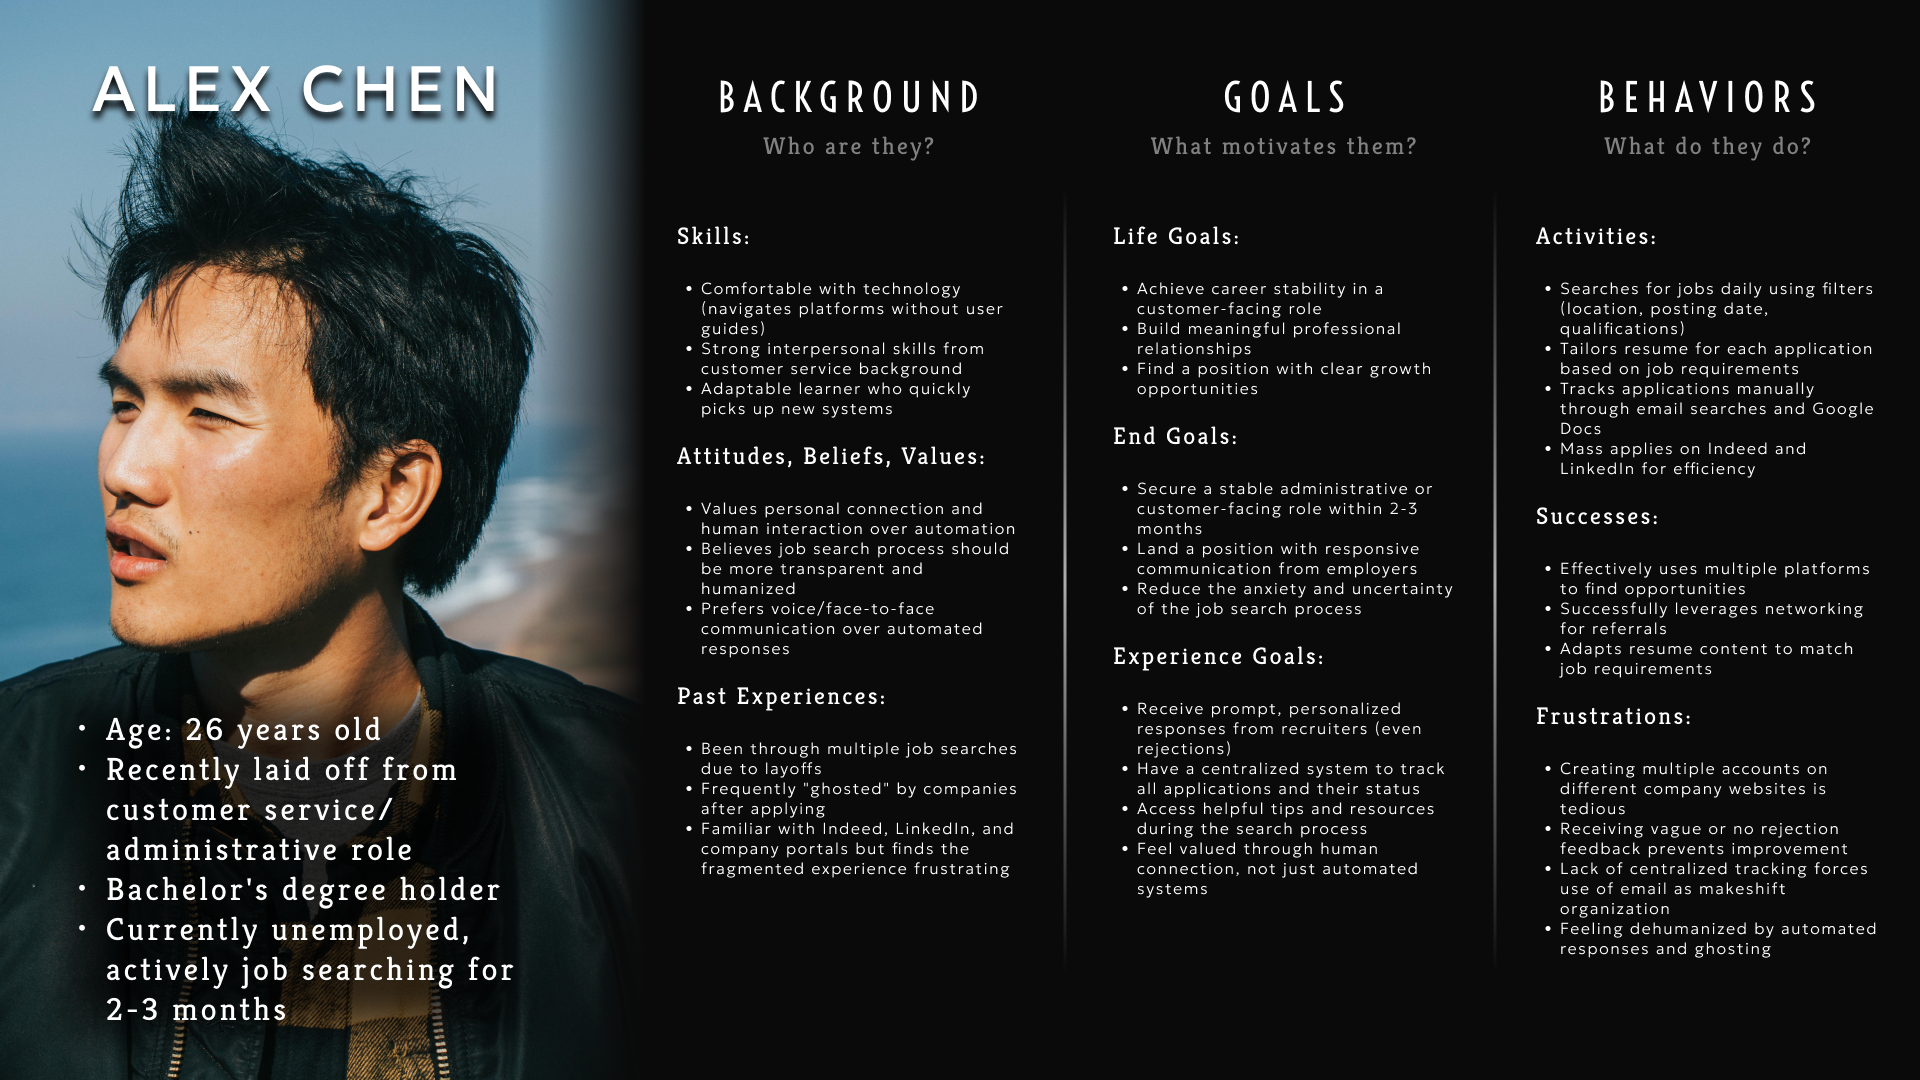 ALEX CHEN
• Age: 26 years old
• Recently laid off from
customer service/
administrative role
• Bachelor's degree holder
• Currently unemployed,
actively job searching for
2-3 months
BACKGROUND
Who are they?
Skills:
• Comfortable with technology
(navigates platforms without user
guides)
• Strong interpersonal skills from
customer service background
• Adaptable learner who quickly
picks up new systems
Attitudes, Beliefs, Values:
• Values personal connection and
human interaction over automation
• Believes job search process should
be more transparent and
humanized
• Prefers voice/face-to-face
communication over automated
responses
Past Experiences:
• Been through multiple job searches
due to layoffs
• Frequently "ghosted" by companies
after applying
• Familiar with Indeed, LinkedIn, and
company portals but finds the
fragmented experience frustrating
GOALS
What motivates them?
Life Goals:
• Achieve career stability in a
customer-facing role
• Build meaningful professional
relationships
• Find a position with clear growth
opportunities
End Goals:
• Secure a stable administrative or
customer-facing role within 2-3
months
• Land a position with responsive
communication from employers
• Reduce the anxiety and uncertainty
of the job search process
Experience Goals:
• Receive prompt, personalized
responses from recruiters (even
rejections)
• Have a centralized system to track
all applications and their status
• Access helpful tips and resources
during the search process
• Feel valued through human
connection, not just automated
systems
BEHAVIORS
What do they do?
Activities:
• Searches for jobs daily using filters
(location, posting date,
qualifications)
• Tailors resume for each application
based on job requirements
• Tracks applications manually
through email searches and Google
Docs
• Mass applies on Indeed and
LinkedIn for efficiency
Successes:
• Effectively uses multiple platforms
to find opportunities
• Successfully leverages networking
for referrals
• Adapts resume content to match
job requirements
Frustrations:
• Creating multiple accounts on
different company websites is
tedious
• Receiving vague or no rejection
feedback prevents improvement
• Lack of centralized tracking forces
use of email as makeshift
organization
• Feeling dehumanized by automated
responses and ghosting